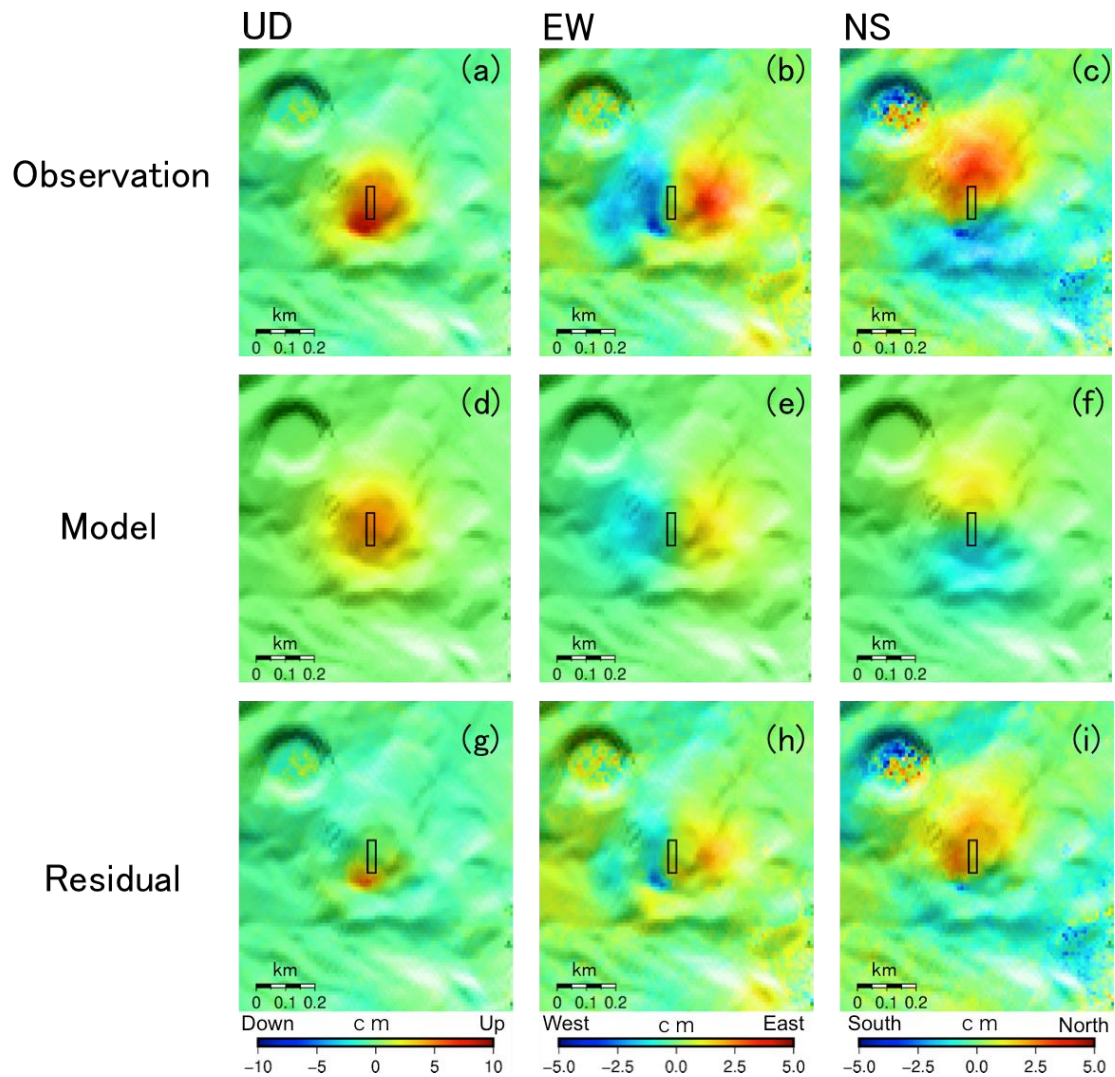 UD EW NS
Observation
(a) (b) (c)
km km km
0 0.1 0.2 0 0.1 0.2 0 0.1 0.2
Model
(d) (e) (f)
km km km
0 0.1 0.2 0 0.1 0.2 0 0.1 0.2
Residual
(g) (h) (i)
km km km
0 0.1 0.2 0 0.1 0.2 0 0.1 0.2
Down cm Up West cm East South cm North
−10 −5 0 5 10 −5.0 −2.5 0.0 2.5 5.0 −5.0 −2.5 0.0 2.5 5.0